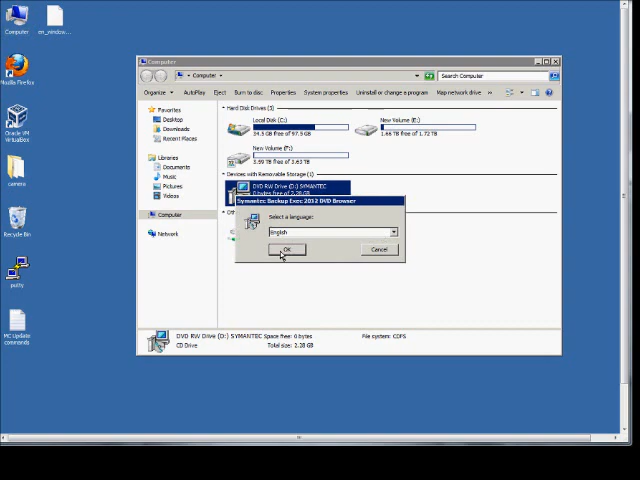 Computer
en_window...
Mozilla Firefox
Oracle VM
VirtualBox
Recycle Bin
putty
MC Update
commands
Computer
Computer
Search Computer
Organize
AutoPlay
Eject
Burn to disc
Properties
System properties
Uninstall or change a program
Map network drive
»
Favorites
Desktop
Downloads
Recent Places
Libraries
Documents
Music
Pictures
Videos
Computer
Network
Hard Disk Drives (3)
Local Disk (C:)
34.5 GB free of 97.5 GB
New Volume (E:)
1.66 TB free of 1.72 TB
New Volume (F:)
3.59 TB free of 3.63 TB
Devices with Removable Storage (1)
DVD RW Drive (D:) SYMANTEC
0 bytes free of 2.28 GB
Symantec Backup Exec 2012 DVD Browser
Select a language:
English
OK
Cancel
DVD RW Drive (D:) SYMANTEC Space free: 0 bytes
File system: CDFS
CD Drive
Total size: 2.28 GB